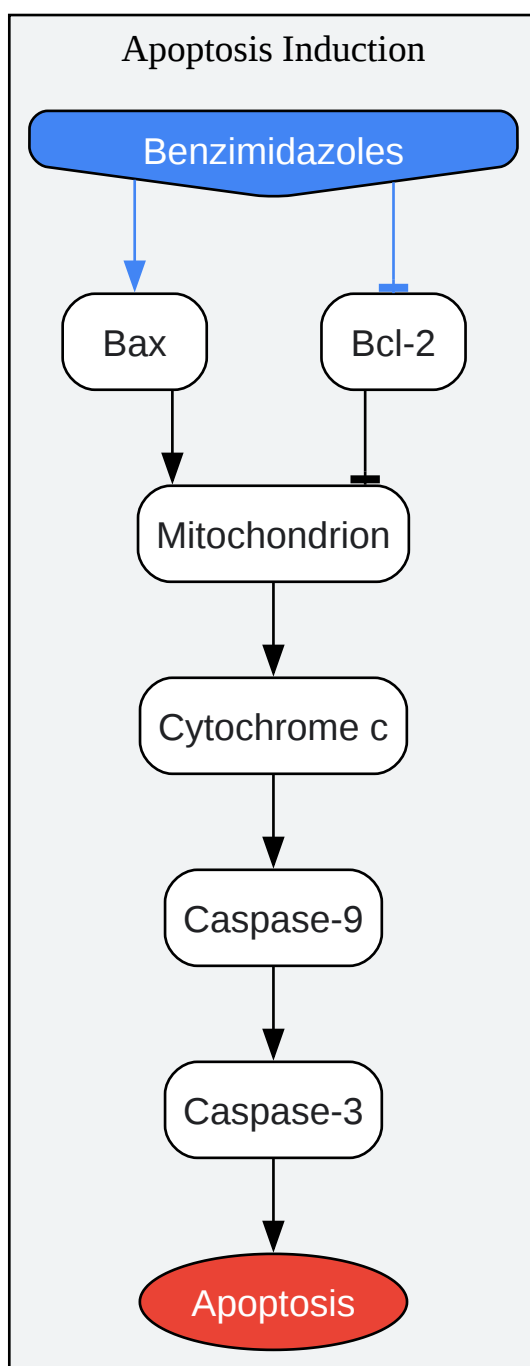 Apoptosis Induction
Benzimidazoles
Bax
Bcl-2
Mitochondrion
Cytochrome c
Caspase-9
Caspase-3
Apoptosis